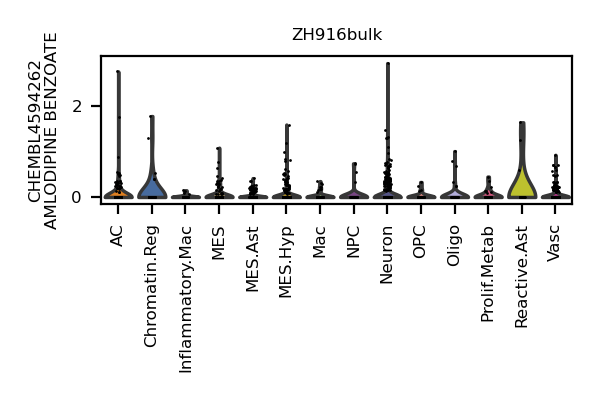 ZH916bulk
CHEMBL4594262
AMLODIPINE BENZOATE
2
0
AC
Chromatin.Reg
Inflammatory.Mac
MES
MES.Ast
MES.Hyp
Mac
NPC
Neuron
OPC
Oligo
Prolif.Metab
Reactive.Ast
Vasc